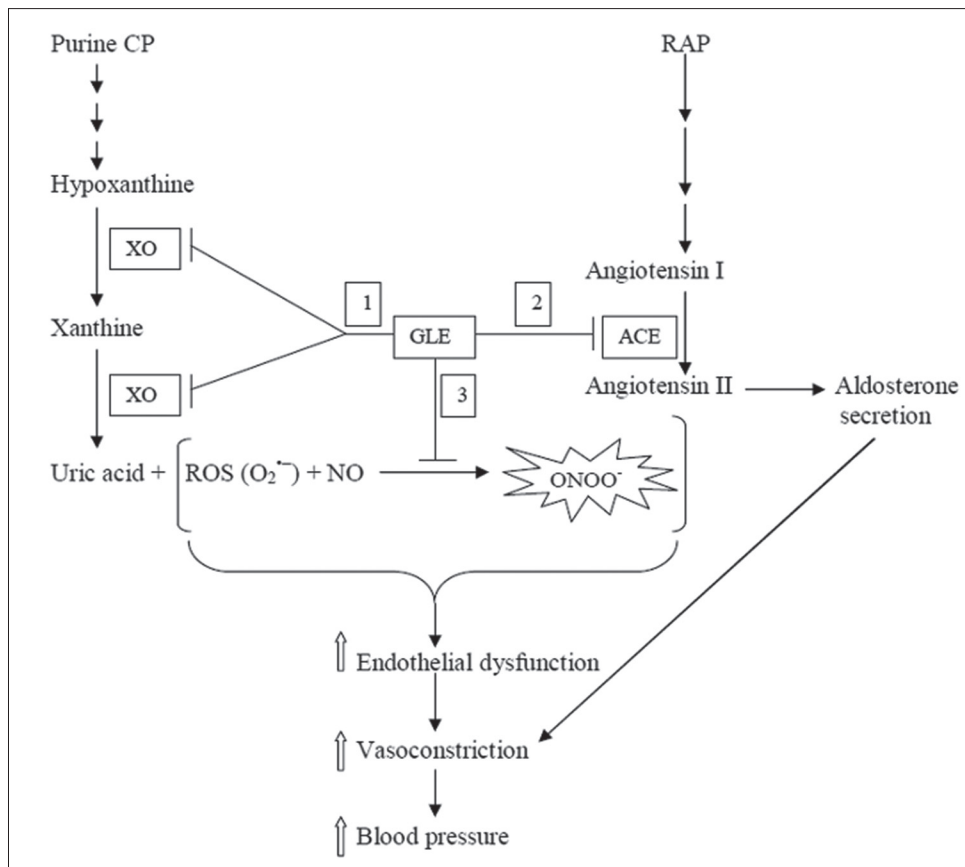 Purine CP
RAP
Hypoxanthine
XO
Angiotensin I
1
2
Xanthine
GLE
ACE
XO
3
Angiotensin II
Aldosterone
secretion
Uric acid + [ROS (O₂•−) + NO
ONOO⁻]
Endothelial dysfunction
Vasoconstriction
Blood pressure